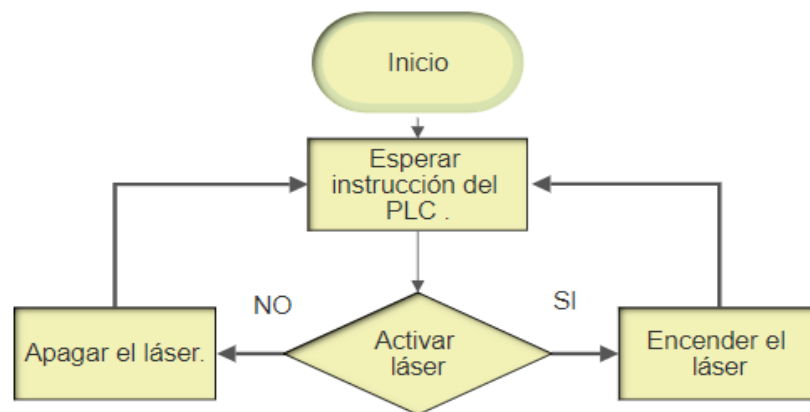 Inicio
Esperar
instrucción del
PLC .
NO
SI
Apagar el láser.
Activar
láser
Encender el
láser